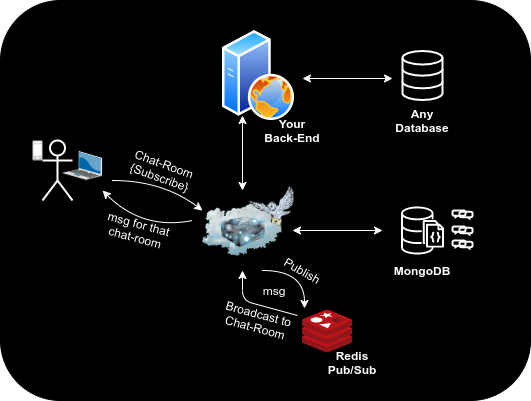 Your
Back-End
Any
Database
Chat-Room
{Subscribe}
msg for that
chat-room
MongoDB
Publish
msg
Broadcast to
Chat-Room
Redis
Pub/Sub